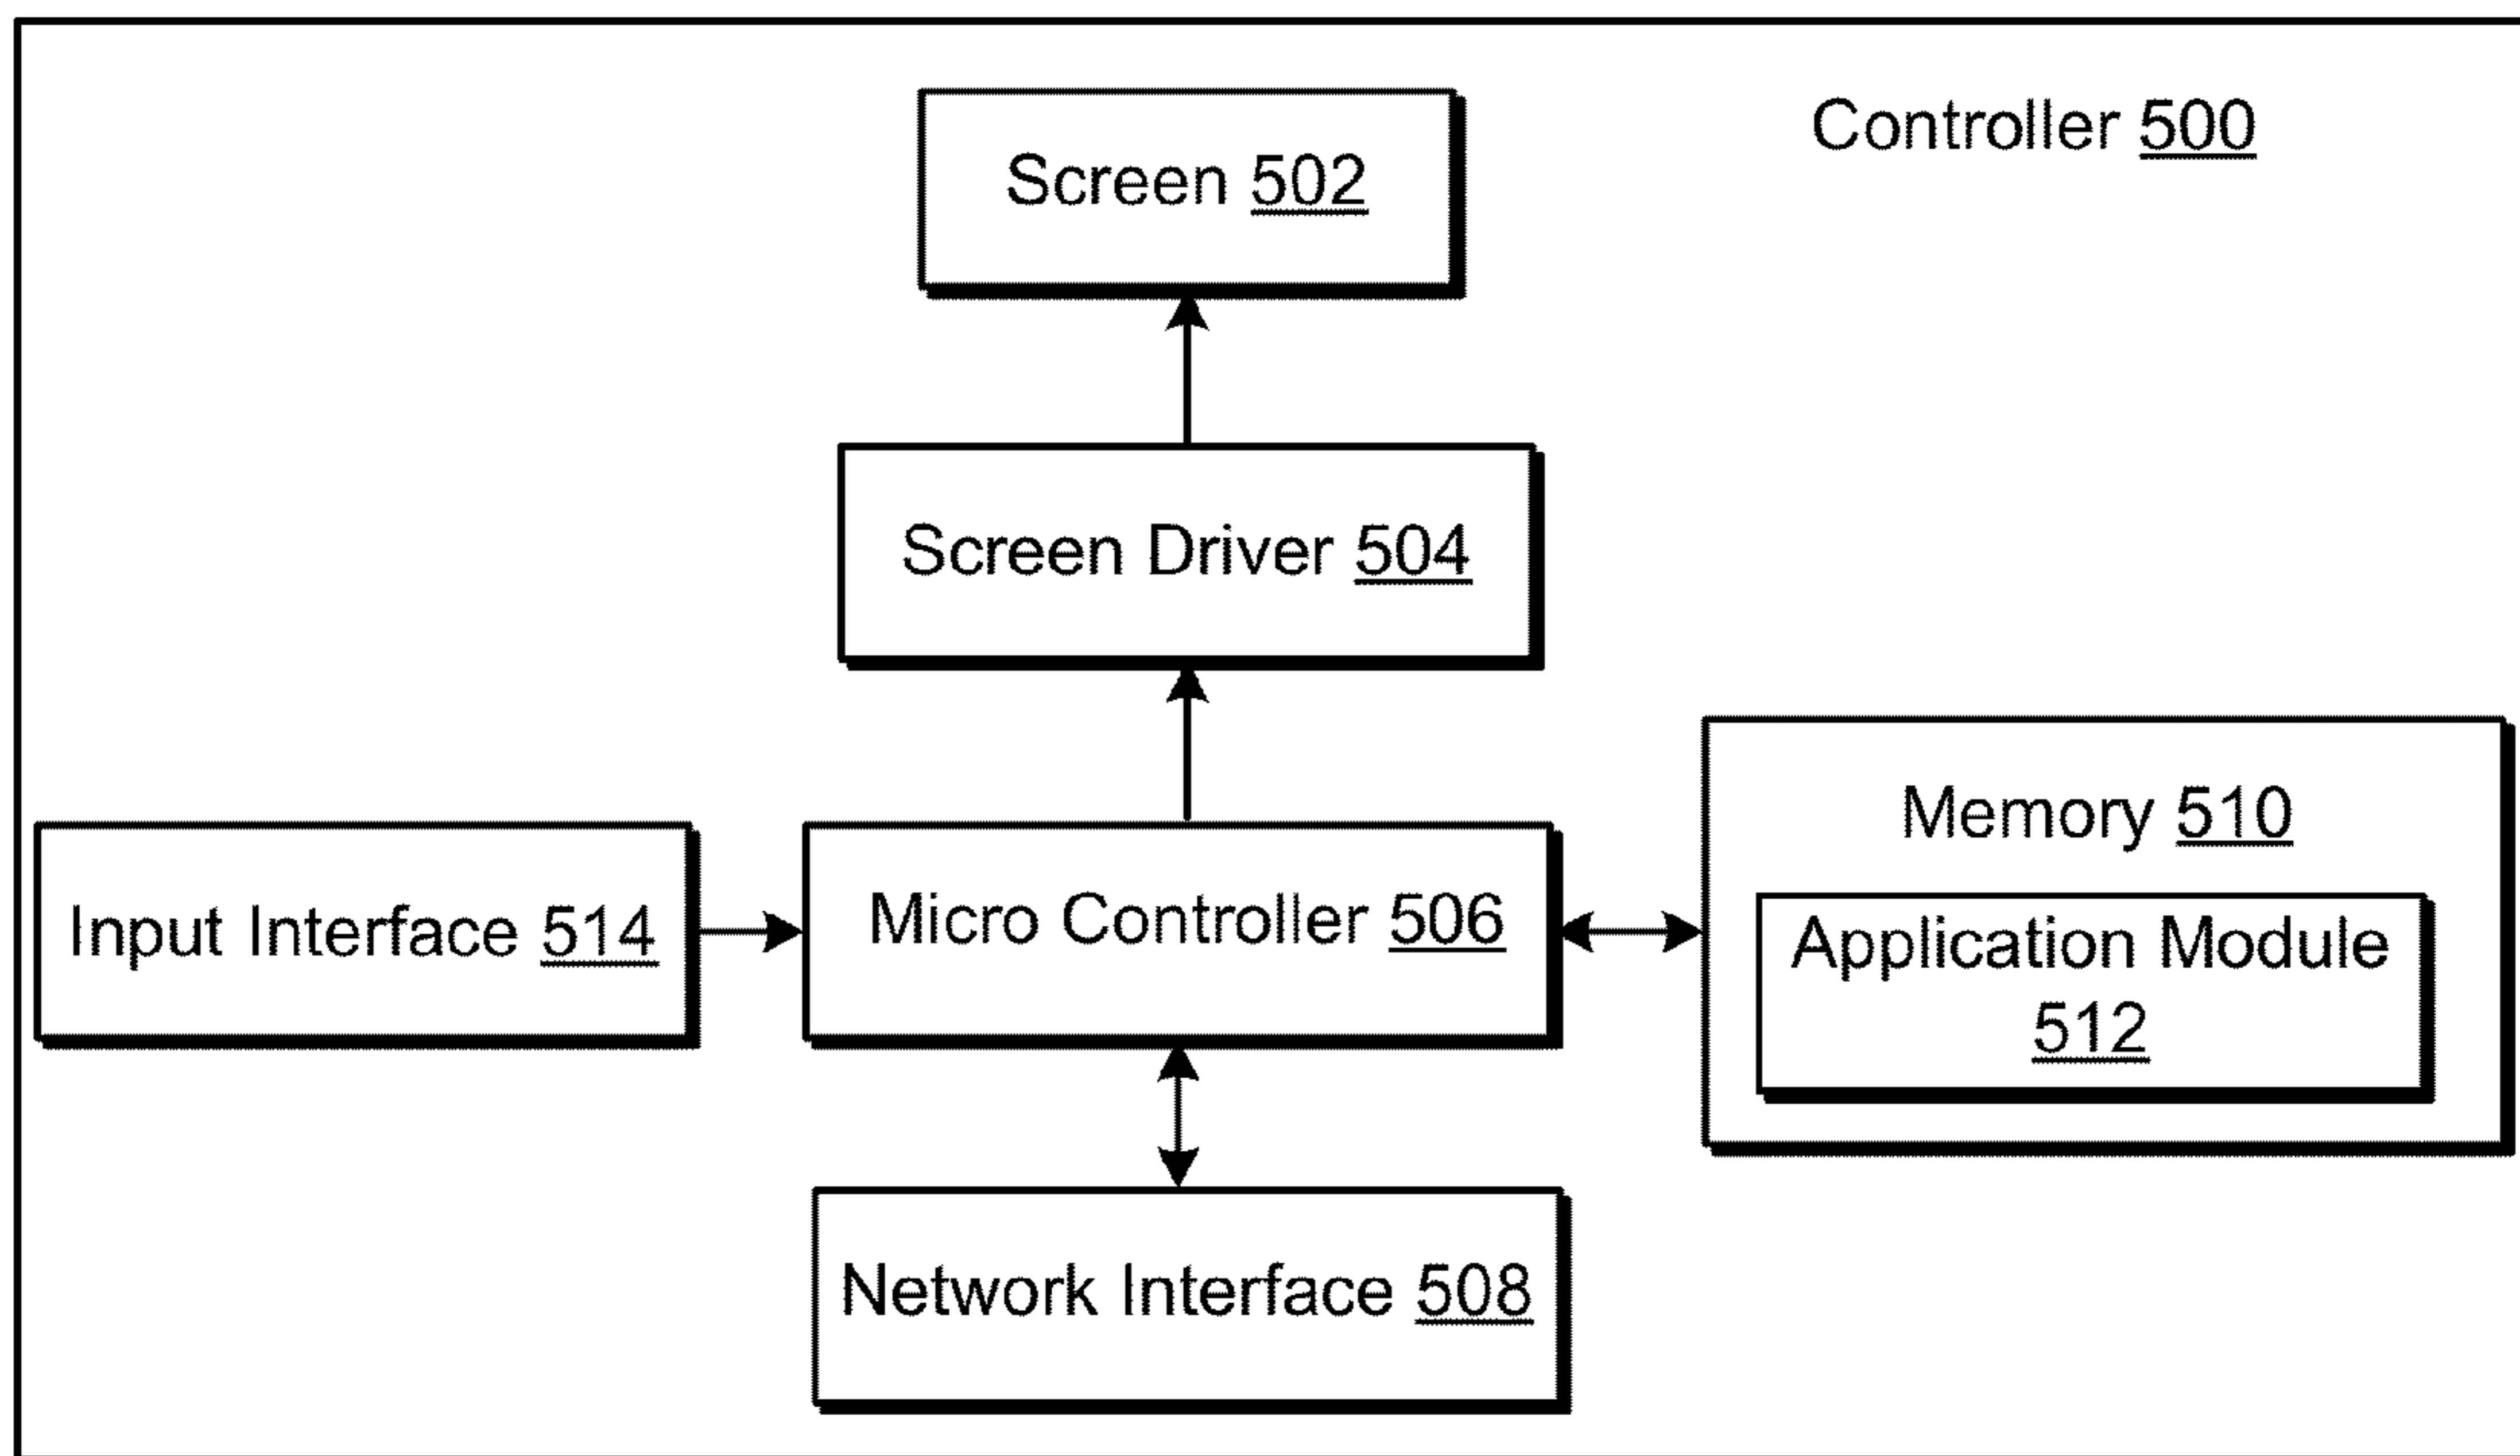 Controller 500
Screen 502
Screen Driver 504
Memory 510
Input Interface 514
Micro Controller 506
Application Module
512
Network Interface 508